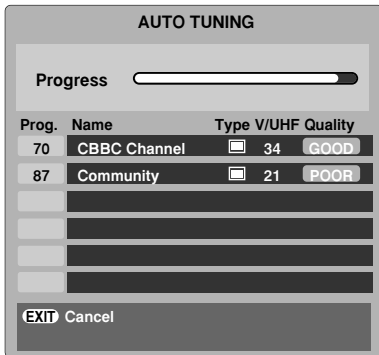 AUTO TUNING
Progress
Prog. Name Type V/UHF Quality
70 CBBC Channel 34 GOOD
87 Community 21 POOR
EXIT Cancel